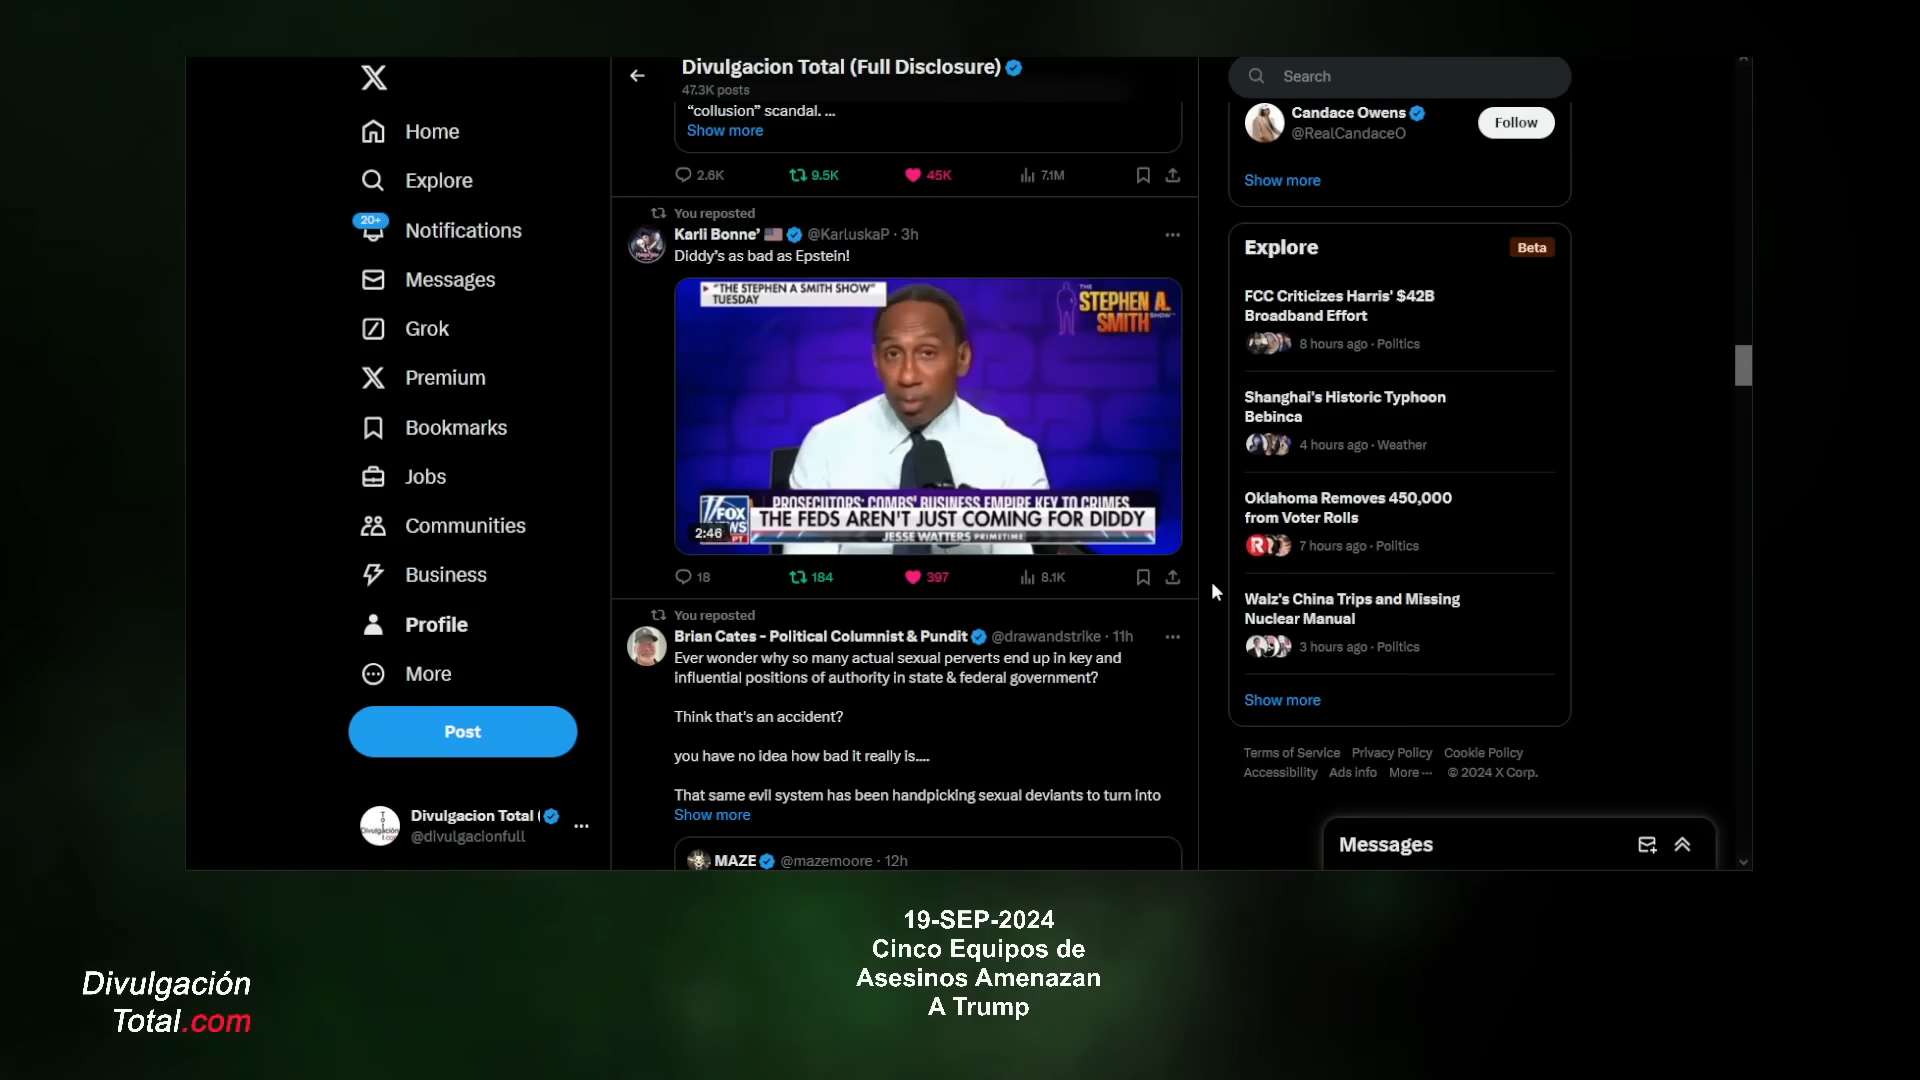 Home
Explore
20+
Notifications
Messages
Grok
Premium
Bookmarks
Jobs
Communities
Business
Profile
More
Post
Divulgacion Total (
@divulgacionfull
Divulgacion Total (Full Disclosure)
47.3K posts
“collusion” scandal. ...
Show more
2.6K 9.5K 45K 7.1M
You reposted
Karli Bonne’ @KarluskaP · 3h
Diddy’s as bad as Epstein!
"THE STEPHEN A SMITH SHOW"
TUESDAY
THE
STEPHEN A.
SMITH SHOW
PROSECUTORS: COMBS' BUSINESS EMPIRE KEY TO CRIMES
THE FEDS AREN'T JUST COMING FOR DIDDY
JESSE WATTERS PRIMETIME
FOX
NEWS
PT
2:46
18 184 397 8.1K
You reposted
Brian Cates - Political Columnist & Pundit @drawandstrike · 11h
Ever wonder why so many actual sexual perverts end up in key and
influential positions of authority in state & federal government?
Think that's an accident?
you have no idea how bad it really is....
That same evil system has been handpicking sexual deviants to turn into
Show more
MAZE @mazemoore · 12h
Search
Candace Owens
@RealCandaceO
Follow
Show more
Explore
Beta
FCC Criticizes Harris' $42B
Broadband Effort
8 hours ago · Politics
Shanghai's Historic Typhoon
Bebinca
4 hours ago · Weather
Oklahoma Removes 450,000
from Voter Rolls
7 hours ago · Politics
Walz's China Trips and Missing
Nuclear Manual
3 hours ago · Politics
Show more
Terms of Service Privacy Policy Cookie Policy
Accessibility Ads info More ··· © 2024 X Corp.
Messages
19-SEP-2024
Cinco Equipos de
Asesinos Amenazan
A Trump
Divulgación
Total.com